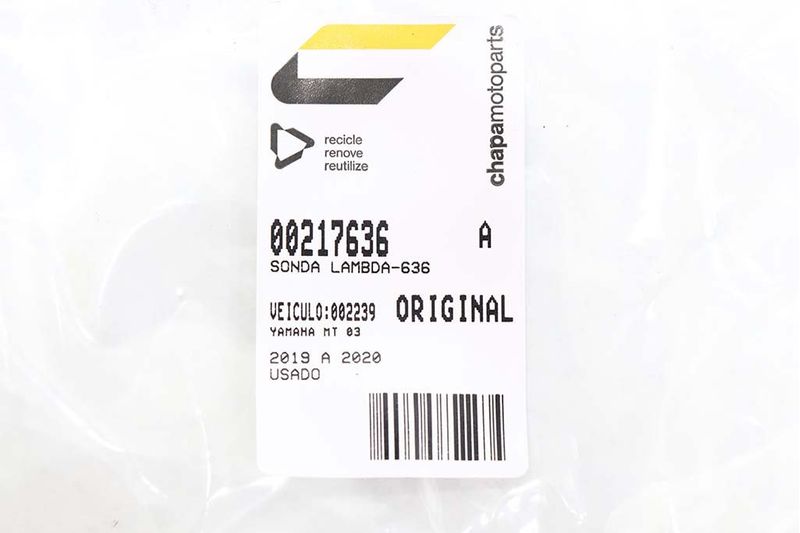 chapamotoparts
recicle
renove
reutilize
00217636 A
SONDA LAMBDA-636
VEICULO:002239 ORIGINAL
YAMAHA MT 03
2019 A 2020
USADO